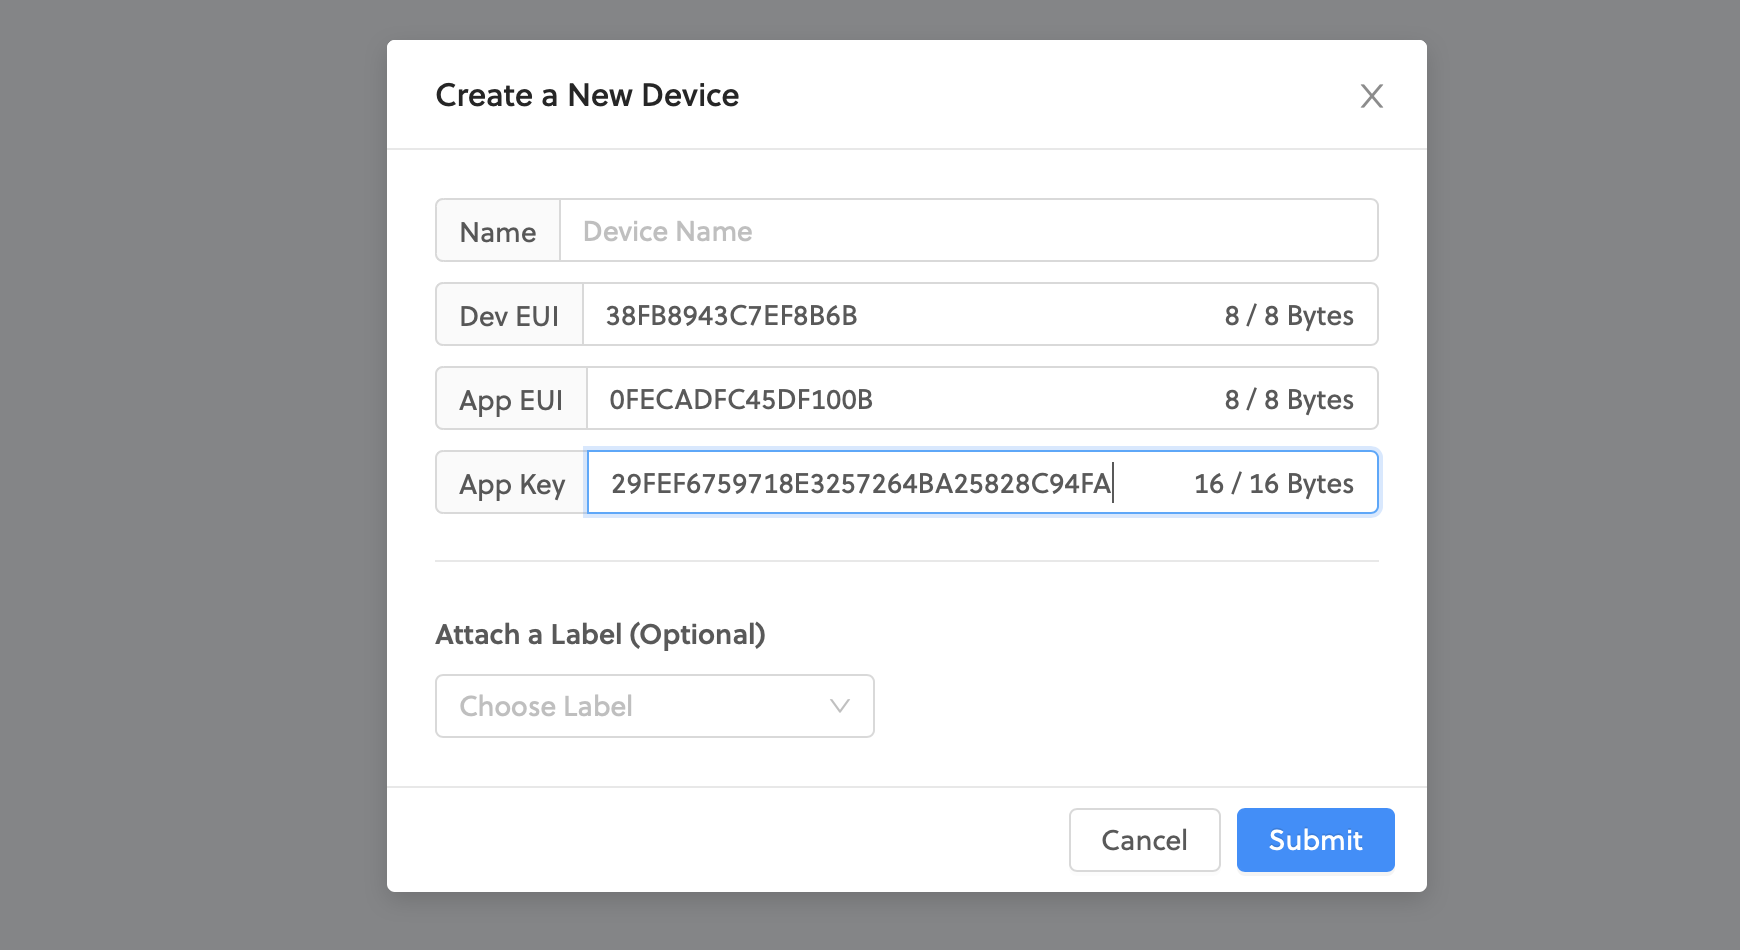 Create a New Device
Name Device Name
Dev EUI 38FB8943C7EF8B6B 8 / 8 Bytes
App EUI 0FECADFC45DF100B 8 / 8 Bytes
App Key 29FEF6759718E3257264BA25828C94FA 16 / 16 Bytes
Attach a Label (Optional)
Choose Label
Cancel Submit